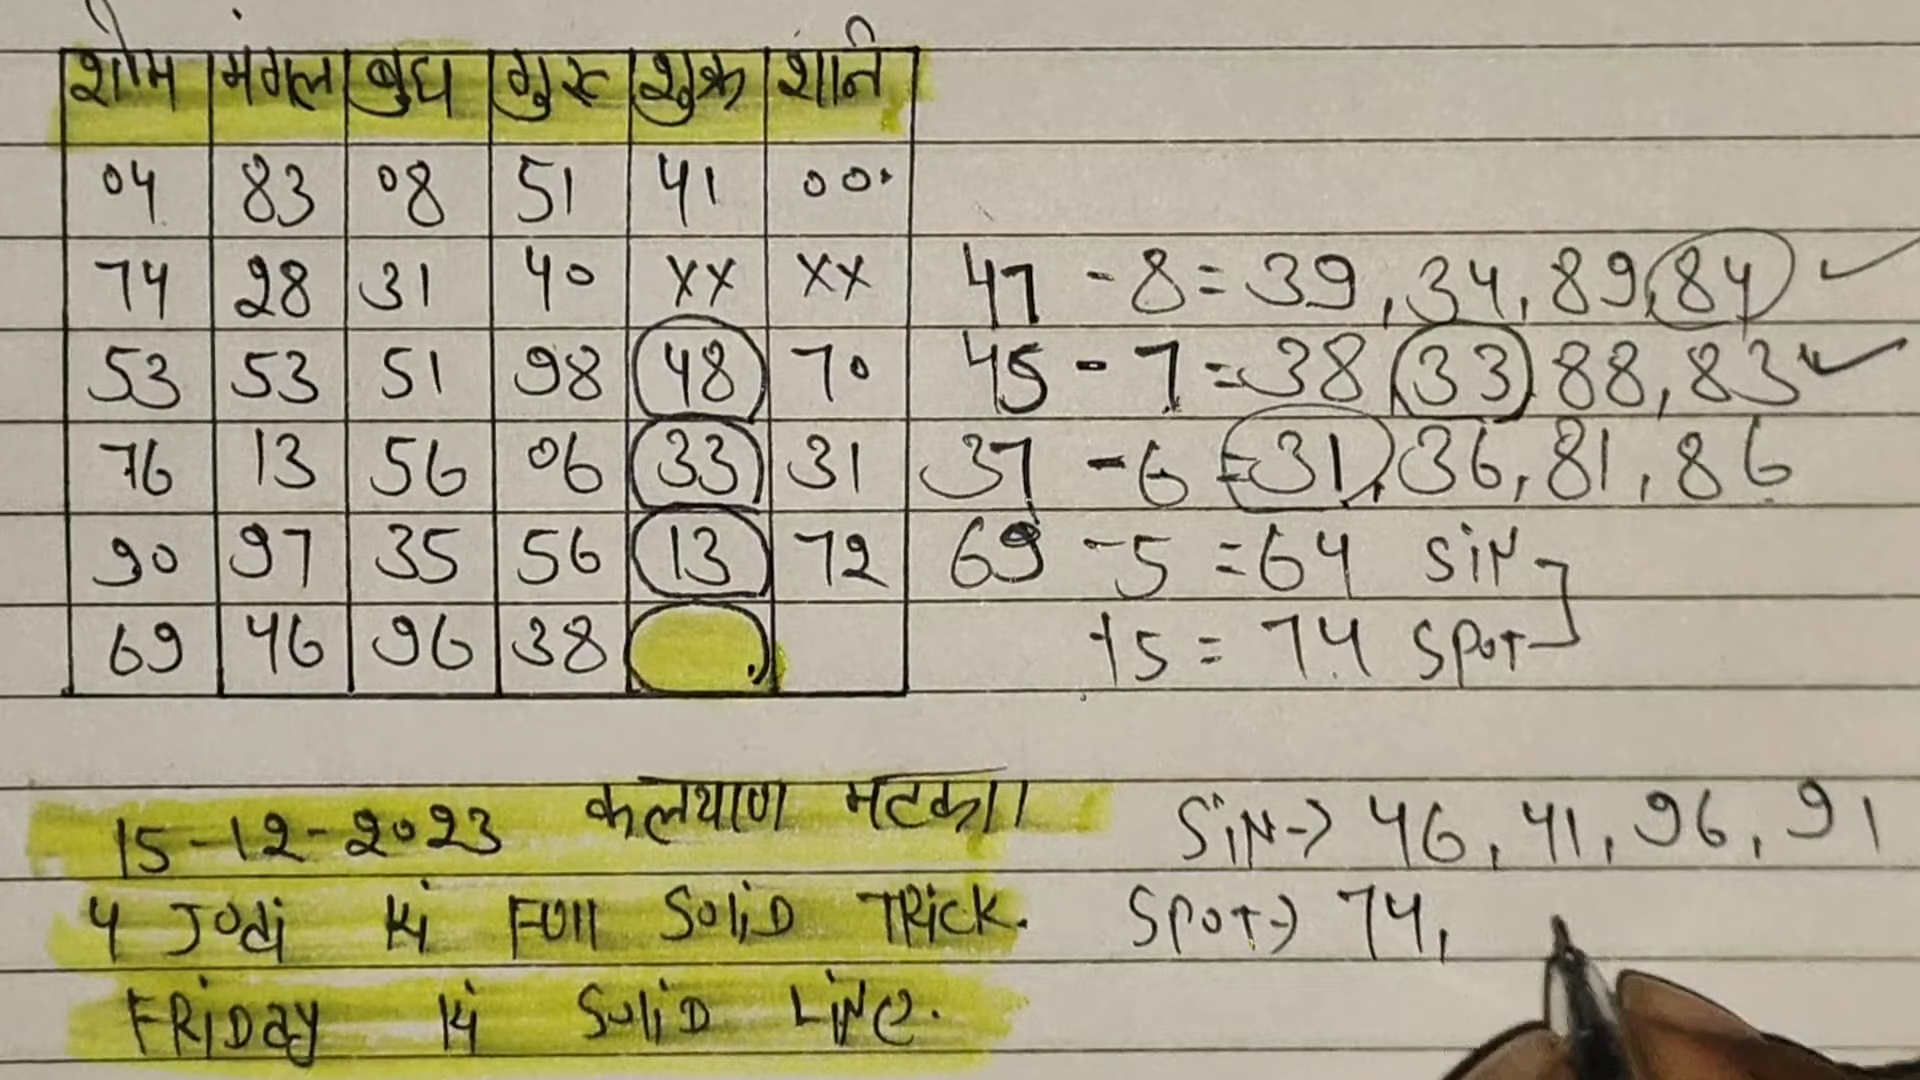 शोम मंगल बुध गुरु शुक्र शनि
04 83 08 51 41 00
74 28 31 40 XX XX 47 - 8 = 39, 34, 89, 84 ✓
53 53 51 98 48 70 45 - 7 = 38 33 88, 83 ✓
76 13 56 06 33 31 37 - 6 = 31, 36, 81, 86
90 97 35 56 13 72 69 - 5 = 64 SiN
69 46 96 38 +5 = 74 SPOT
15-12-2023 कल्याण मटका। SiN→ 46, 41, 96, 91
4 Jodi Ki FUll SOliD TRicK. SPOT→ 74,
FRiDay Ki SOliD LiNe.